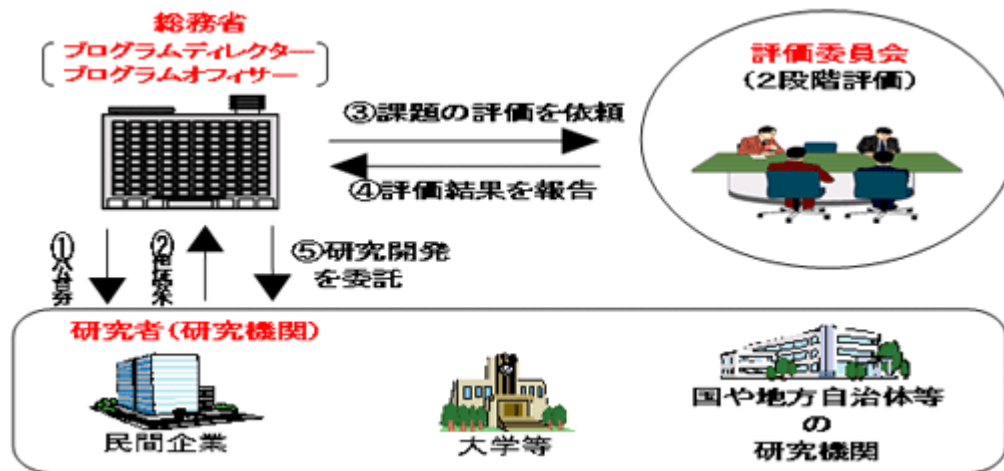 総務省
プログラムディレクター
プログラムオフィサー
評価委員会
(2段階評価)
③課題の評価を依頼
④評価結果を報告
①
②
⑤研究開発
を委託
研究者(研究機関)
民間企業
大学等
国や地方自治体等
の
研究機関